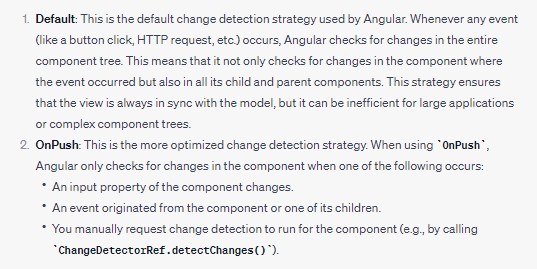 1. Default: This is the default change detection strategy used by Angular. Whenever any event
(like a button click, HTTP request, etc.) occurs, Angular checks for changes in the entire
component tree. This means that it not only checks for changes in the component where
the event occurred but also in all its child and parent components. This strategy ensures
that the view is always in sync with the model, but it can be inefficient for large applications
or complex component trees.
2. OnPush: This is the more optimized change detection strategy. When using `OnPush`,
Angular only checks for changes in the component when one of the following occurs:
• An input property of the component changes.
• An event originated from the component or one of its children.
• You manually request change detection to run for the component (e.g., by calling
`ChangeDetectorRef.detectChanges()`).